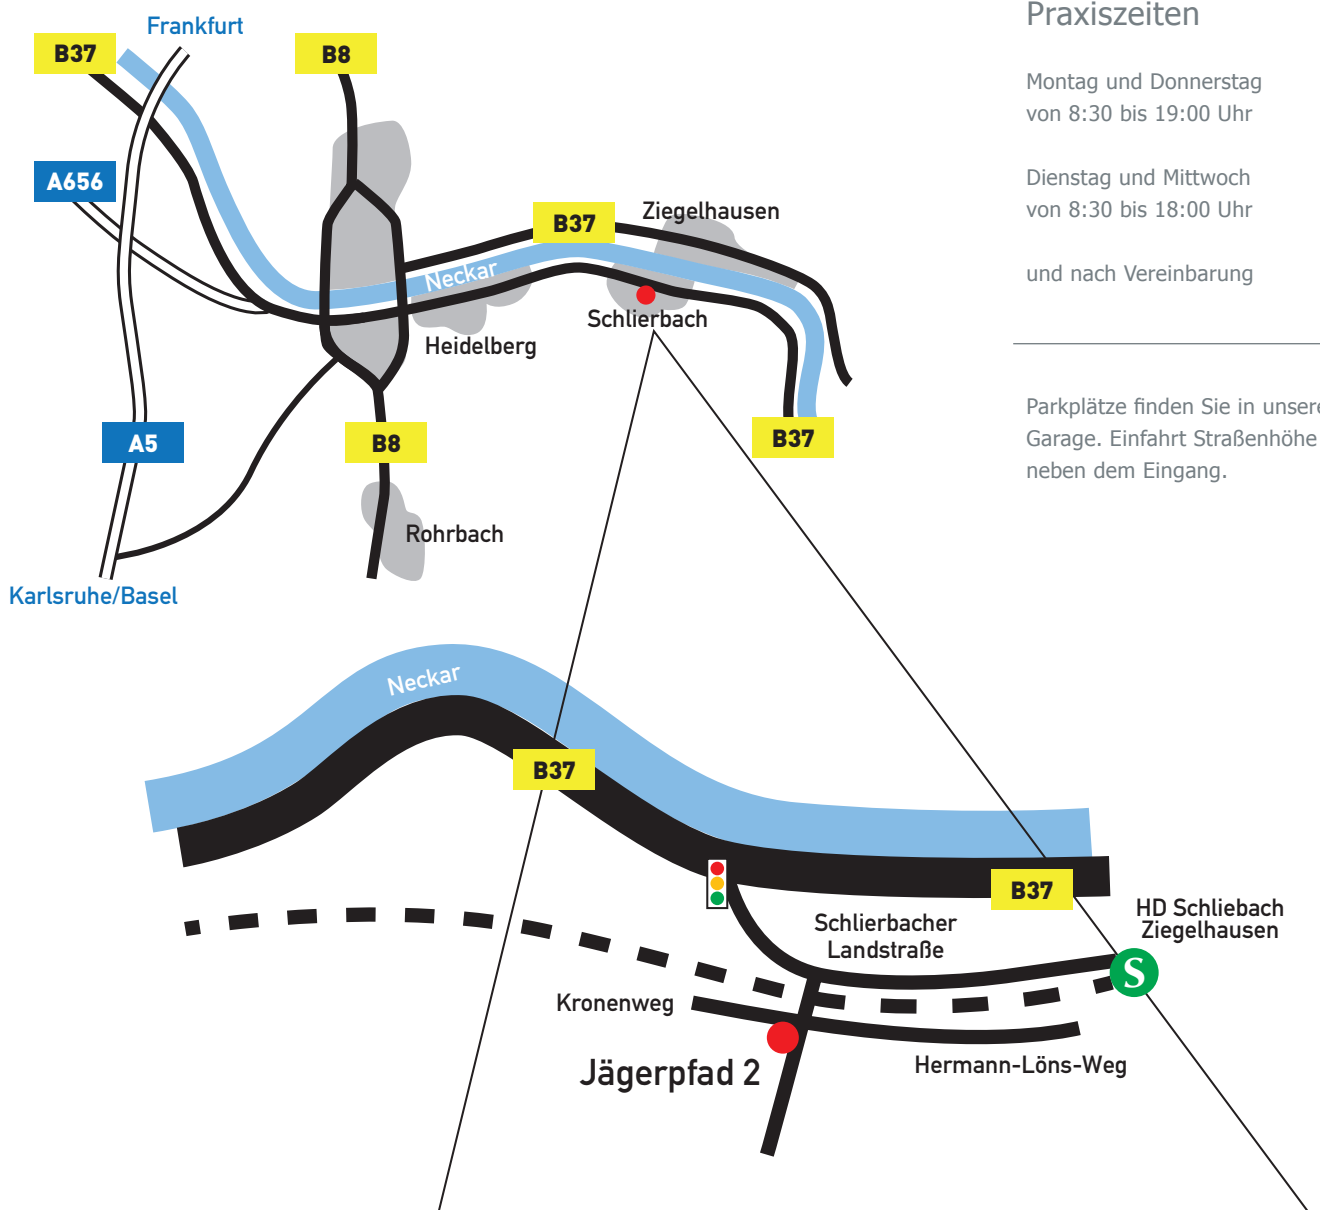 Frankfurt
B37
B8
A656
B37
Ziegelhausen
Neckar
Schlierbach
Heidelberg
A5
B8
B37
Rohrbach
Karlsruhe/Basel
Praxiszeiten
Montag und Donnerstag
von 8:30 bis 19:00 Uhr
Dienstag und Mittwoch
von 8:30 bis 18:00 Uhr
und nach Vereinbarung
Parkplätze finden Sie in unsere
Garage. Einfahrt Straßenhöhe
neben dem Eingang.
Neckar
B37
B37
HD Schliebach
Ziegelhausen
S
Schlierbacher
Landstraße
Kronenweg
Jägerpfad 2
Hermann-Löns-Weg